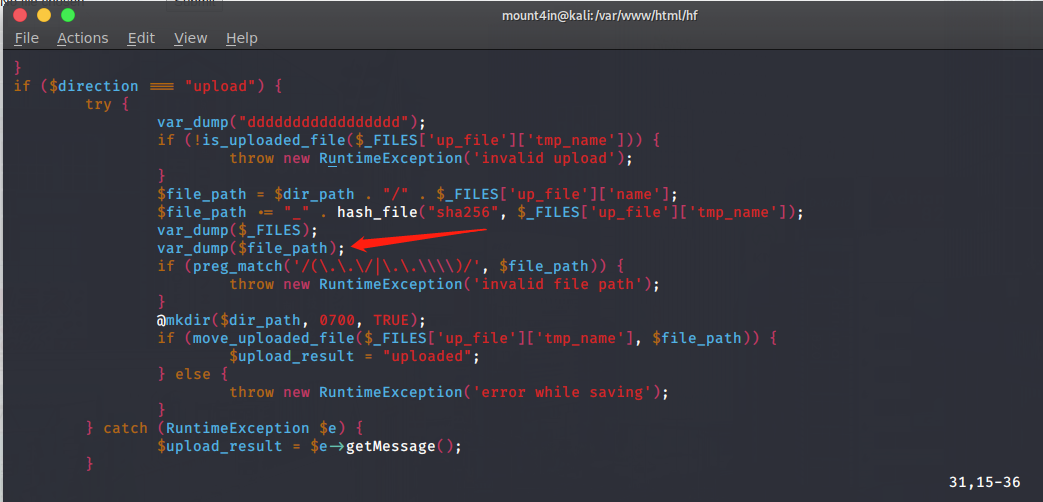 mount4in@kali: /var/www/html/hf
File Actions Edit View Help
}
if ($direction === "upload") {
try {
var_dump("ddddddddddddddddd");
if (!is_uploaded_file($_FILES['up_file']['tmp_name'])) {
throw new RuntimeException('invalid upload');
}
$file_path = $dir_path . "/" . $_FILES['up_file']['name'];
$file_path .= "_" . hash_file("sha256", $_FILES['up_file']['tmp_name']);
var_dump($_FILES);
var_dump($file_path);
if (preg_match('/(\.\.\/|\.\.\\\\)/', $file_path)) {
throw new RuntimeException('invalid file path');
}
@mkdir($dir_path, 0700, TRUE);
if (move_uploaded_file($_FILES['up_file']['tmp_name'], $file_path)) {
$upload_result = "uploaded";
} else {
throw new RuntimeException('error while saving');
}
} catch (RuntimeException $e) {
$upload_result = $e->getMessage();
}
31,15-36